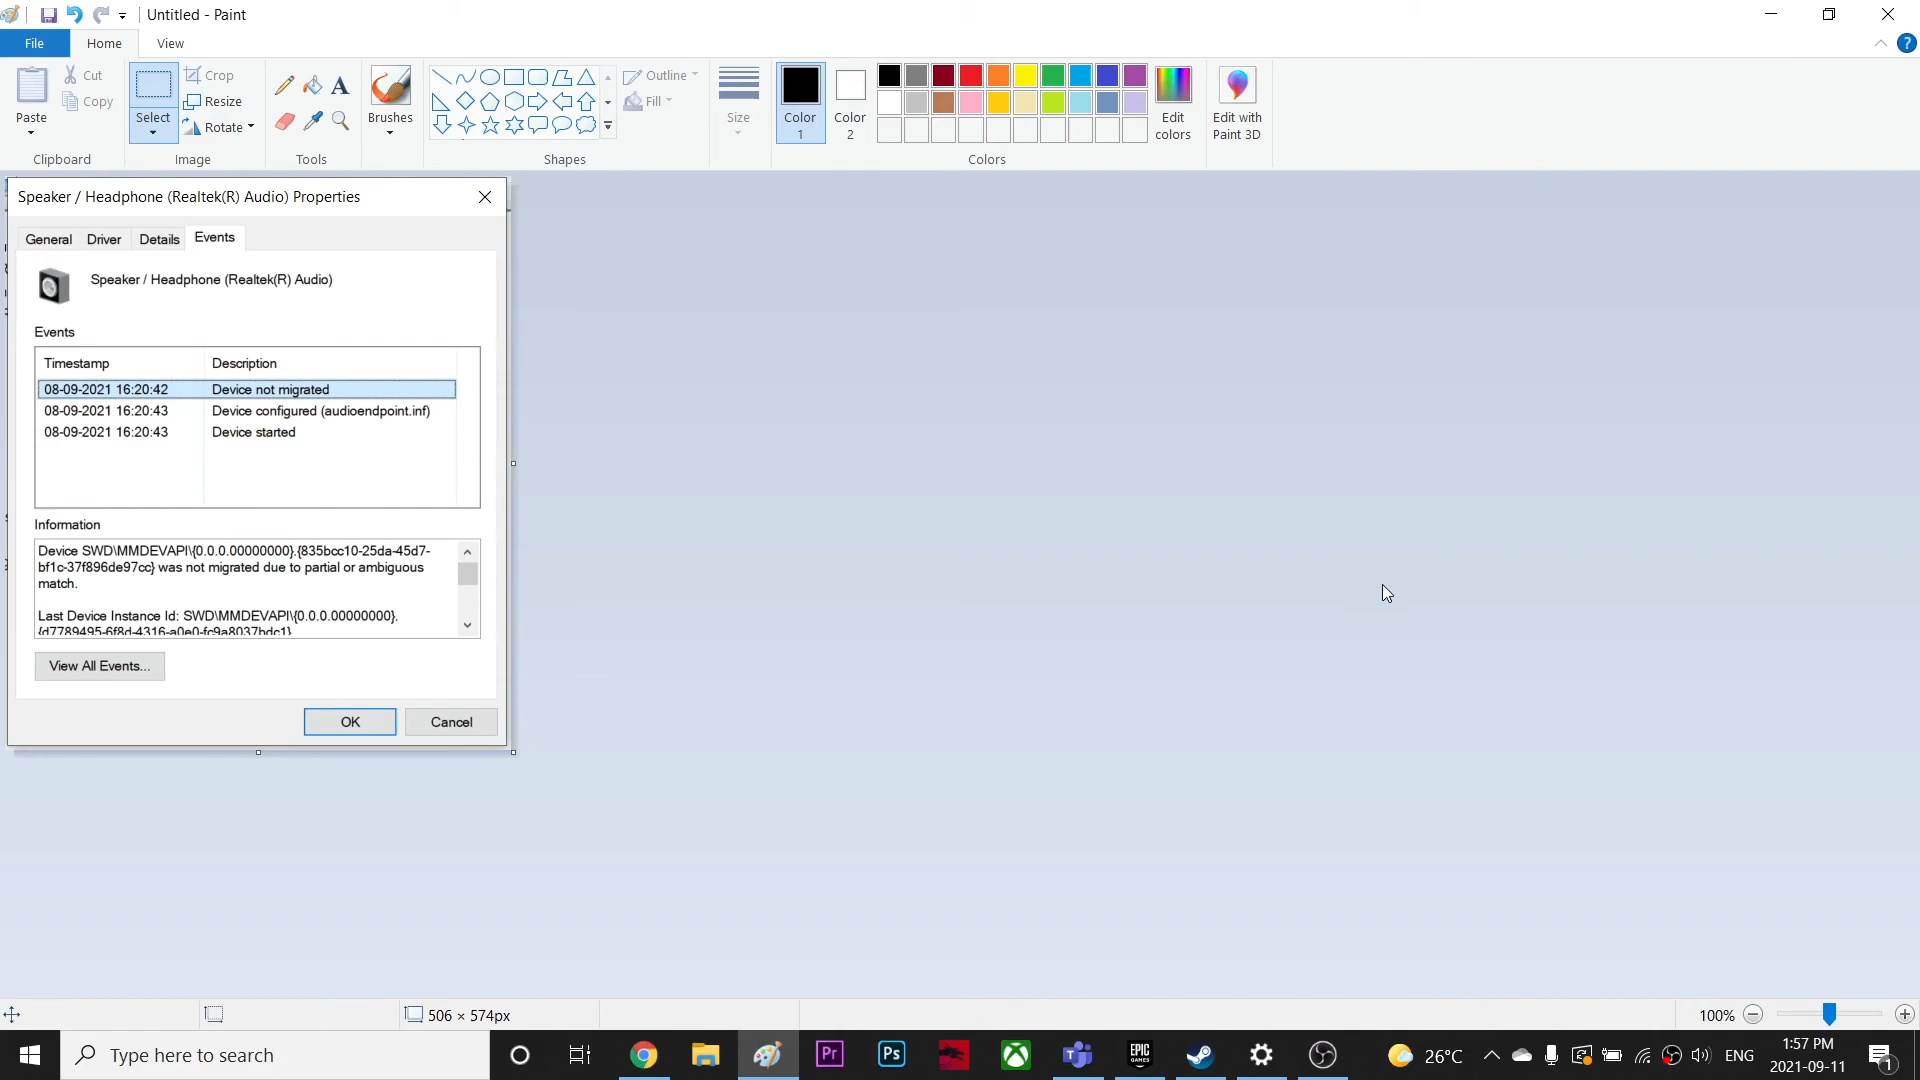 Untitled - Paint
File
Home
View
Paste
Cut
Copy
Clipboard
Select
Crop
Resize
Rotate
Image
A
Tools
Brushes
Outline
Fill
Shapes
Size
Color 1
Color 2
Edit colors
Colors
Edit with Paint 3D
Speaker / Headphone (Realtek(R) Audio) Properties
General
Driver
Details
Events
Speaker / Headphone (Realtek(R) Audio)
Events
Timestamp Description
08-09-2021 16:20:42 Device not migrated
08-09-2021 16:20:43 Device configured (audioendpoint.inf)
08-09-2021 16:20:43 Device started
Information
Device SWD\MMDEVAPI\{0.0.0.00000000}.{835bcc10-25da-45d7-
bf1c-37f896de97cc} was not migrated due to partial or ambiguous
match.
Last Device Instance Id: SWD\MMDEVAPI\{0.0.0.00000000}.
{d7789495-6f8d-4316-a0e0-fc9a8037bdc1}
View All Events...
OK
Cancel
506 × 574px
100%
Type here to search
Pr
Ps
EPIC
GAMES
26°C
ENG
1:57 PM
2021-09-11
1